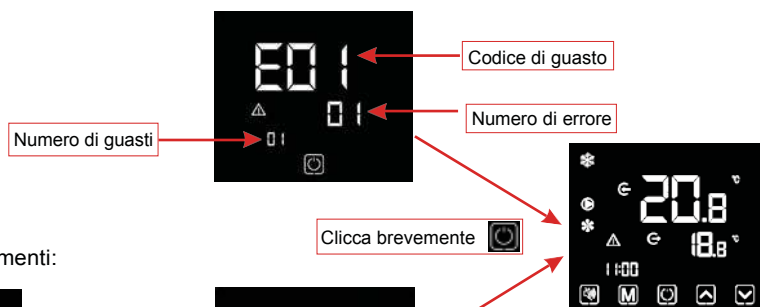 E01
Codice di guasto
01
Numero di errore
Numero di guasti
01
20.8 °C
Clicca brevemente
18.8 °
11:00
menti:
M